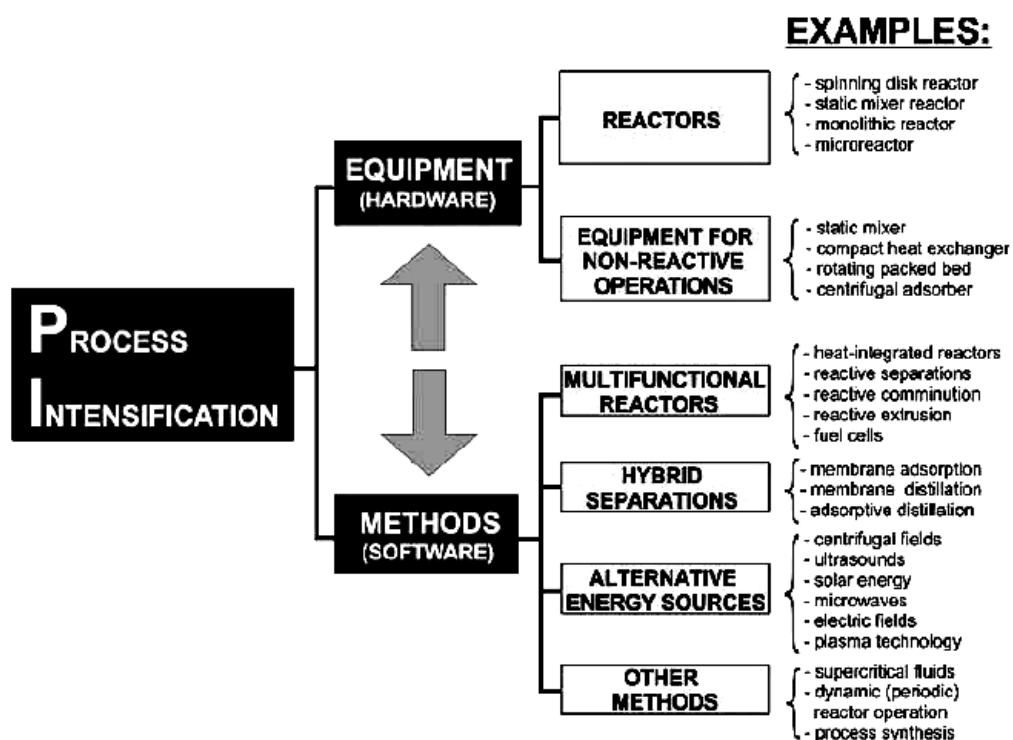 EXAMPLES:
PROCESS
INTENSIFICATION
EQUIPMENT
(HARDWARE)
REACTORS
- spinning disk reactor
- static mixer reactor
- monolithic reactor
- microreactor
EQUIPMENT FOR
NON-REACTIVE
OPERATIONS
- static mixer
- compact heat exchanger
- rotating packed bed
- centrifugal adsorber
METHODS
(SOFTWARE)
MULTIFUNCTIONAL
REACTORS
- heat-integrated reactors
- reactive separations
- reactive comminution
- reactive extrusion
- fuel cells
HYBRID
SEPARATIONS
- membrane adsorption
- membrane distillation
- adsorptive distillation
ALTERNATIVE
ENERGY SOURCES
- centrifugal fields
- ultrasounds
- solar energy
- microwaves
- electric fields
- plasma technology
OTHER
METHODS
- supercritical fluids
- dynamic (periodic)
reactor operation
- process synthesis